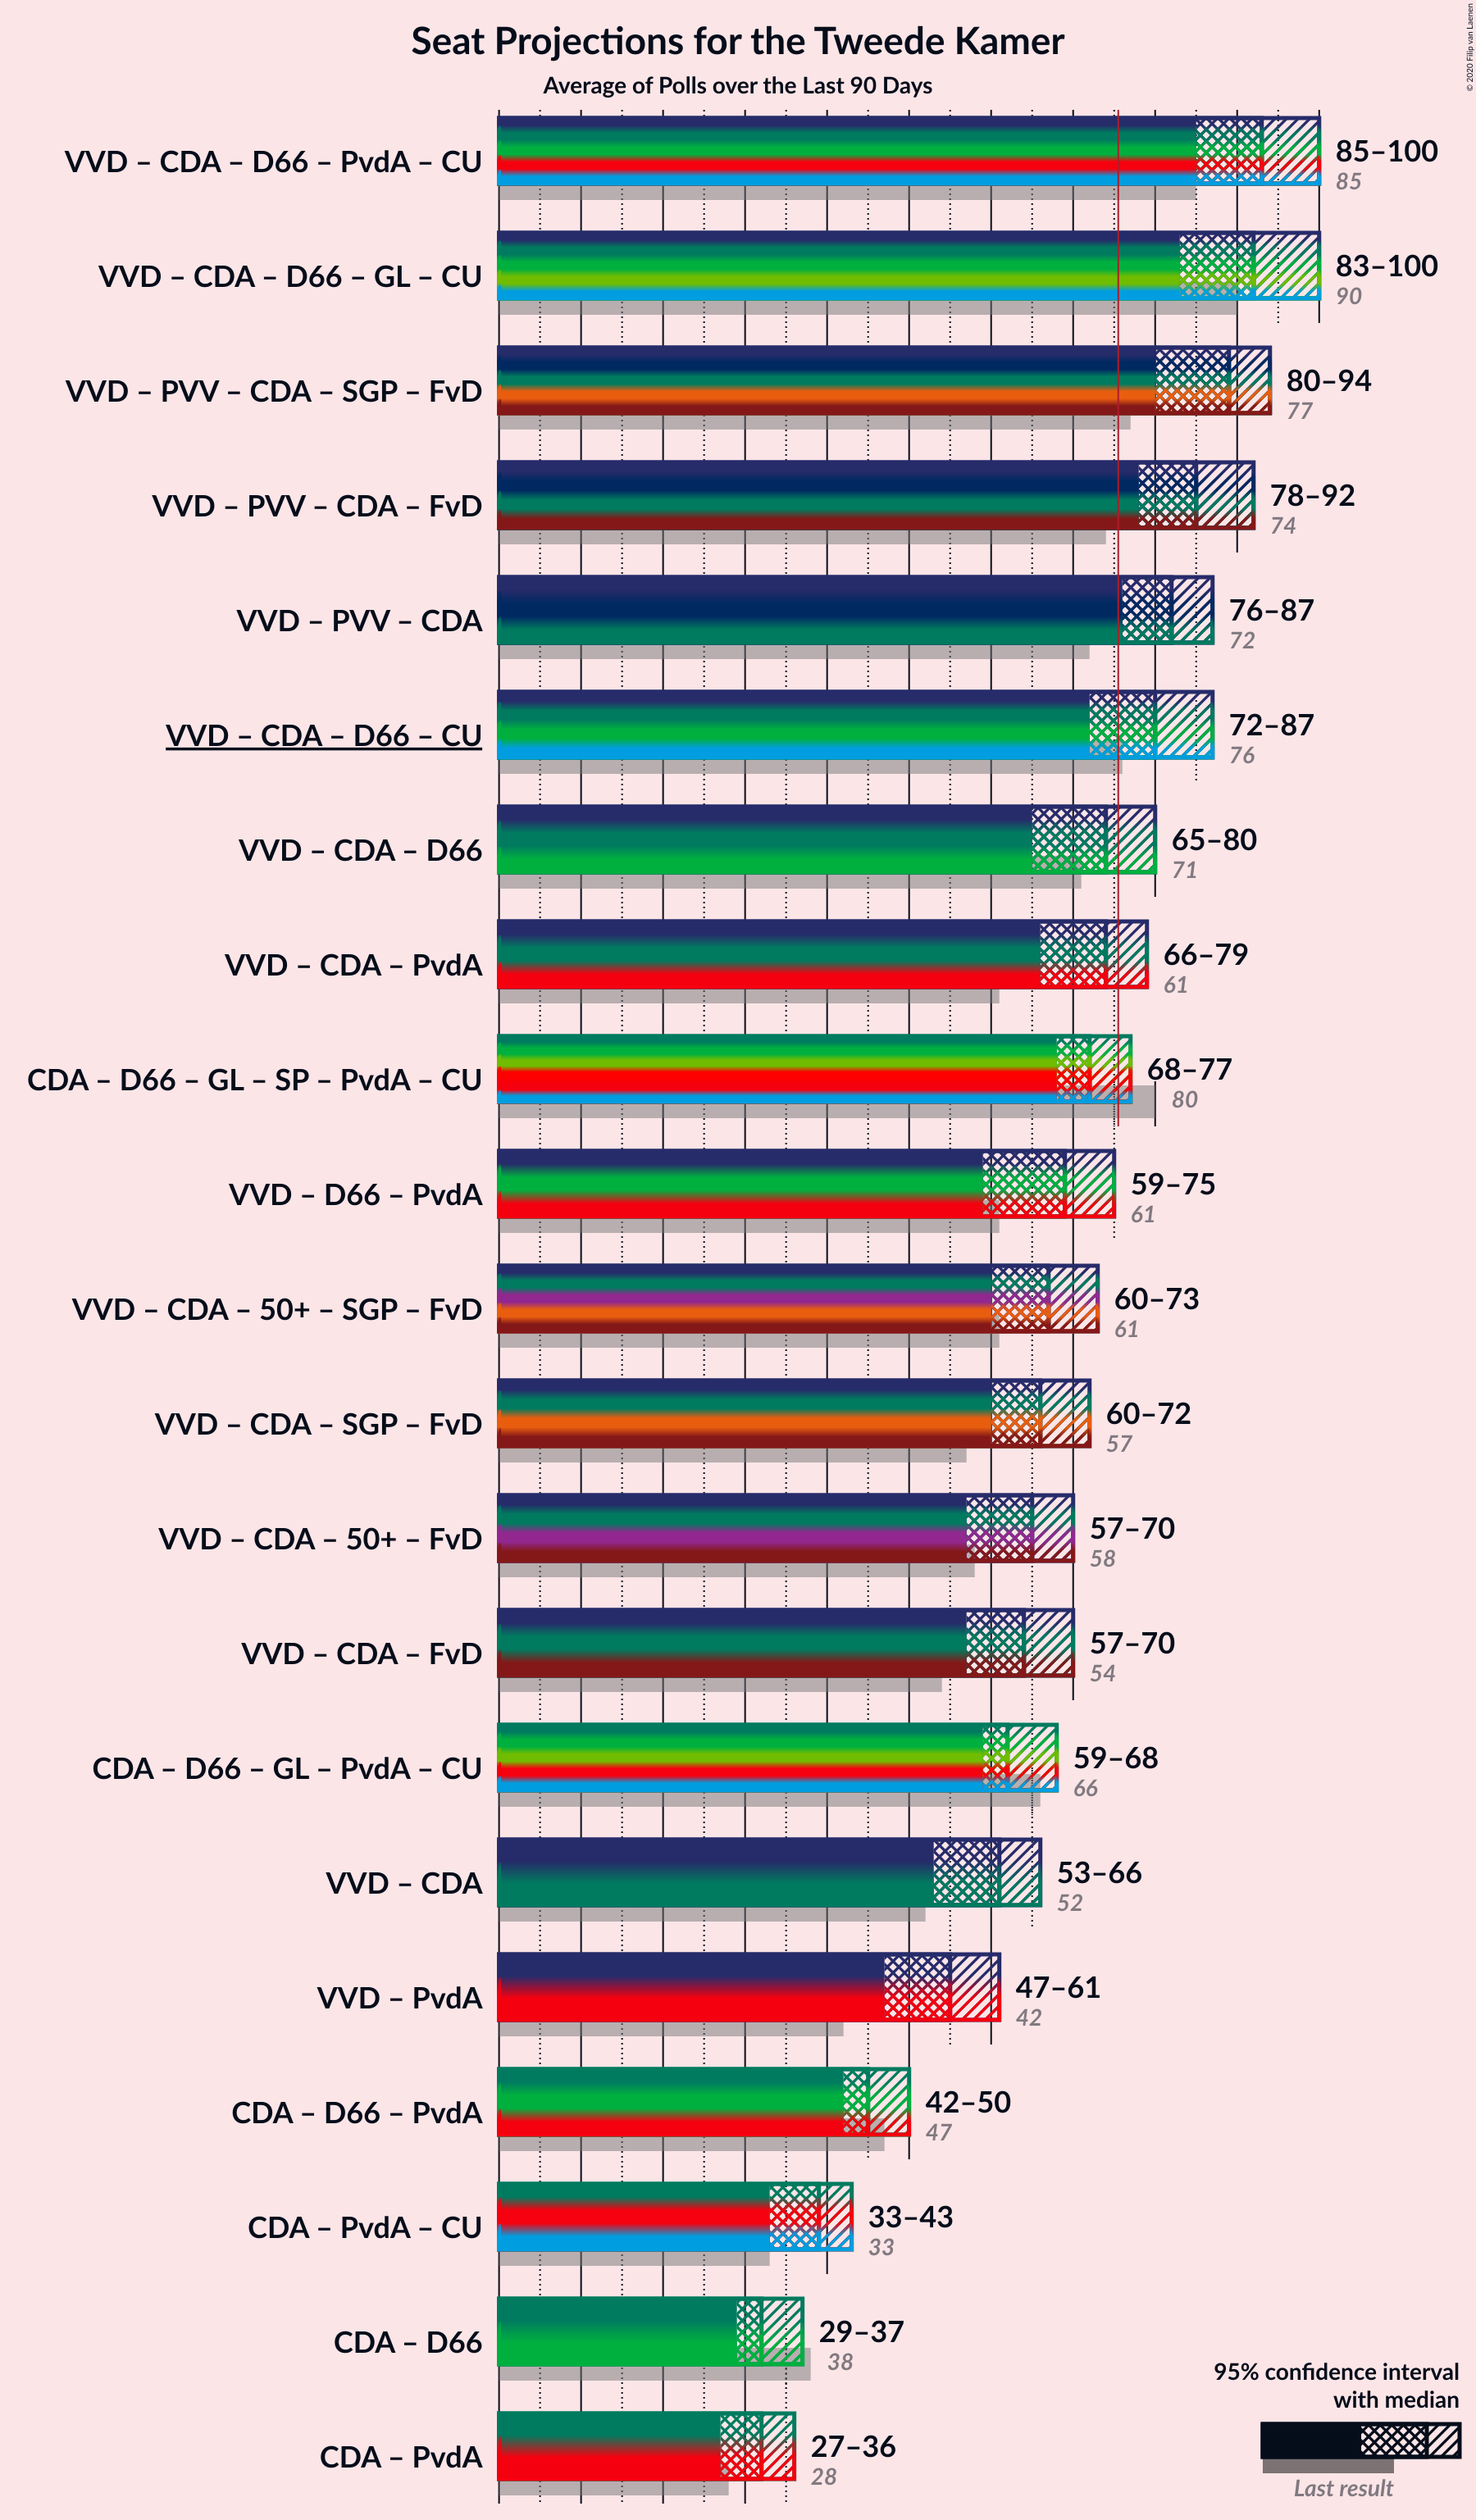 Seat Projections for the Tweede Kamer
Average of Polls over the Last 90 Days
© 2020 Filip van Laenen
VVD – CDA – D66 – PvdA – CU
85–100
85
VVD – CDA – D66 – GL – CU
83–100
90
VVD – PVV – CDA – SGP – FvD
80–94
77
VVD – PVV – CDA – FvD
78–92
74
VVD – PVV – CDA
76–87
72
VVD – CDA – D66 – CU
72–87
76
VVD – CDA – D66
65–80
71
VVD – CDA – PvdA
66–79
61
CDA – D66 – GL – SP – PvdA – CU
68–77
80
VVD – D66 – PvdA
59–75
61
VVD – CDA – 50+ – SGP – FvD
60–73
61
VVD – CDA – SGP – FvD
60–72
57
VVD – CDA – 50+ – FvD
57–70
58
VVD – CDA – FvD
57–70
54
CDA – D66 – GL – PvdA – CU
59–68
66
VVD – CDA
53–66
52
VVD – PvdA
47–61
42
CDA – D66 – PvdA
42–50
47
CDA – PvdA – CU
33–43
33
CDA – D66
29–37
38
CDA – PvdA
27–36
28
95% confidence interval
with median
Last result